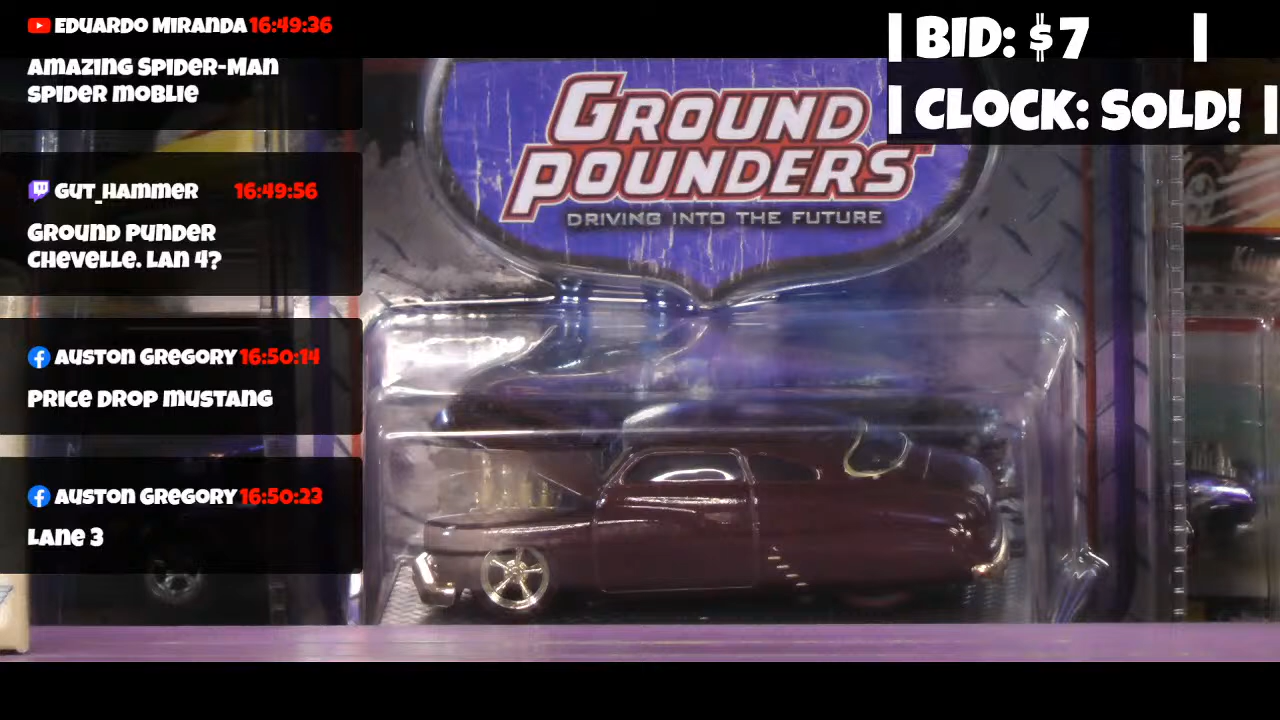 Eduardo Miranda 16:49:36
Amazing Spider-Man
Spider moblie
Gut_Hammer 16:49:56
Ground Punder
Chevelle. Lan 4?
Auston Gregory 16:50:14
Price drop mustang
Auston Gregory 16:50:23
Lane 3
| BID: $7 |
| CLOCK: SOLD! |
GROUND
POUNDERS
DRIVING INTO THE FUTURE